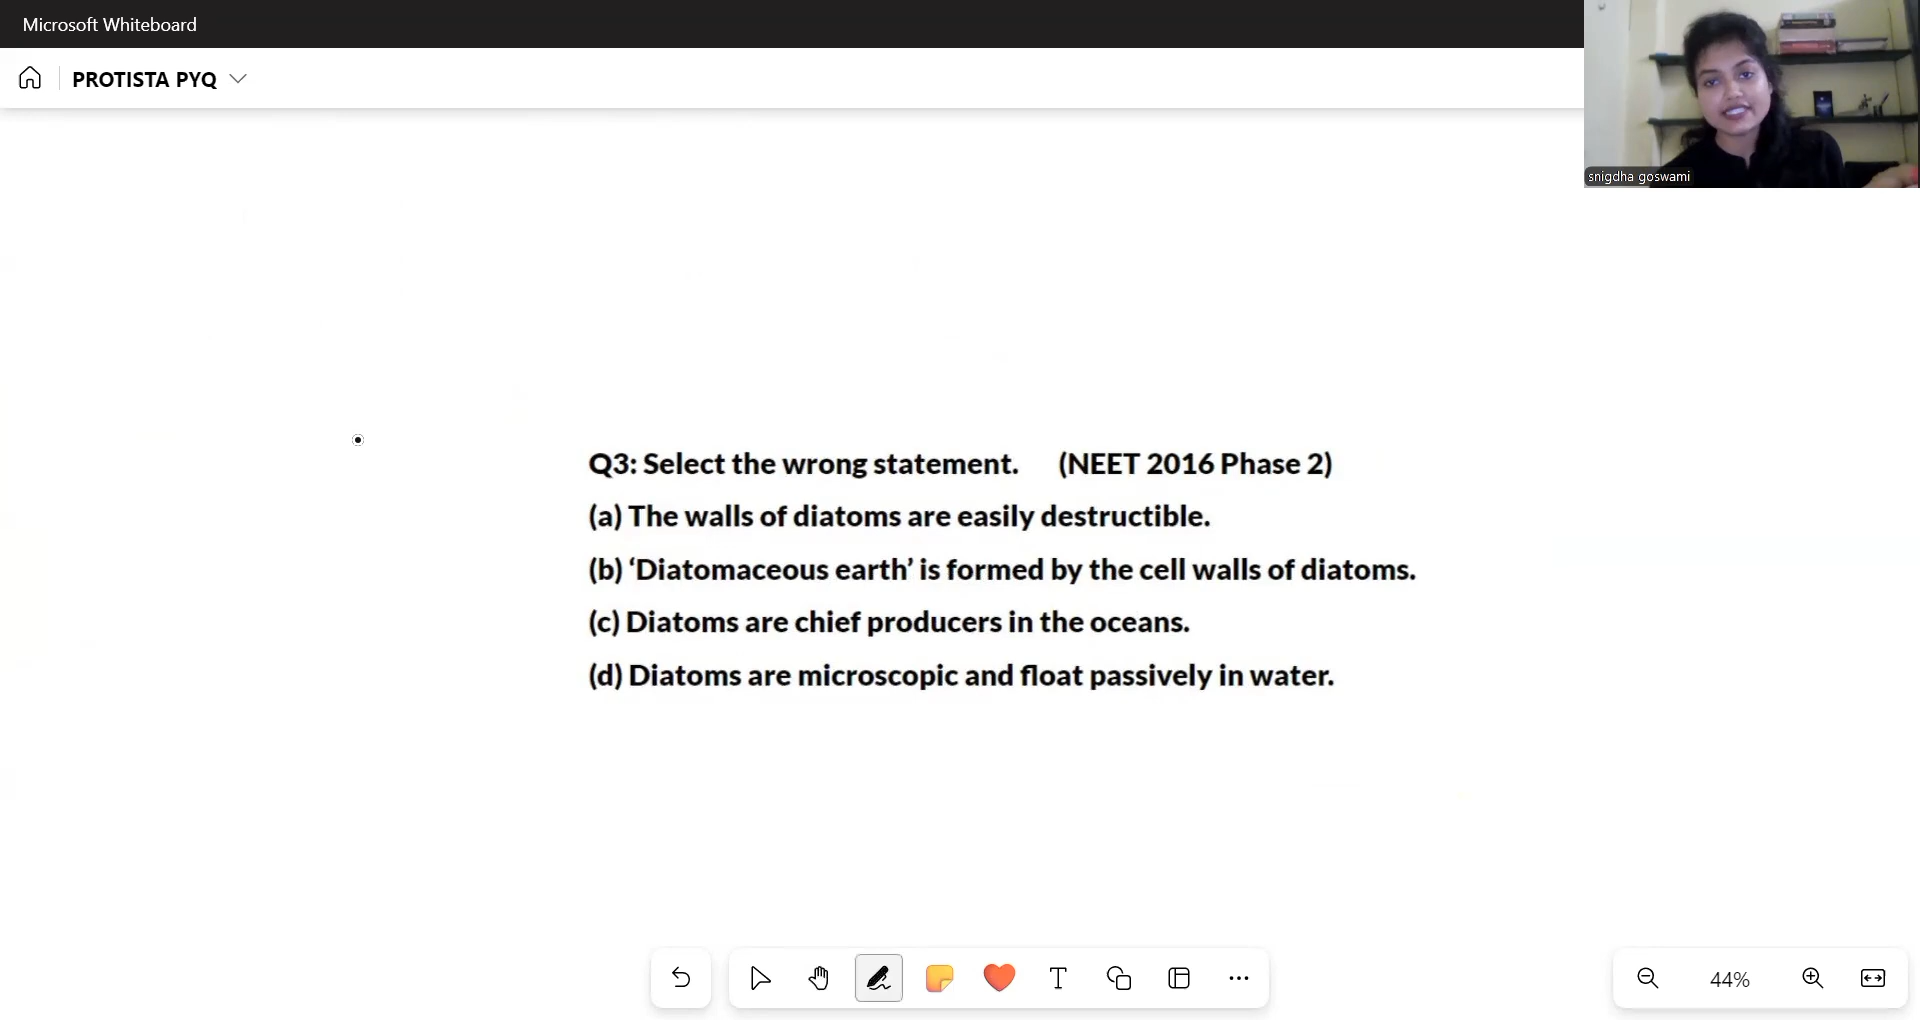 Microsoft Whiteboard
PROTISTA PYQ
snigdha goswami
Q3: Select the wrong statement. (NEET 2016 Phase 2)
(a) The walls of diatoms are easily destructible.
(b) ‘Diatomaceous earth’ is formed by the cell walls of diatoms.
(c) Diatoms are chief producers in the oceans.
(d) Diatoms are microscopic and float passively in water.
T
44%